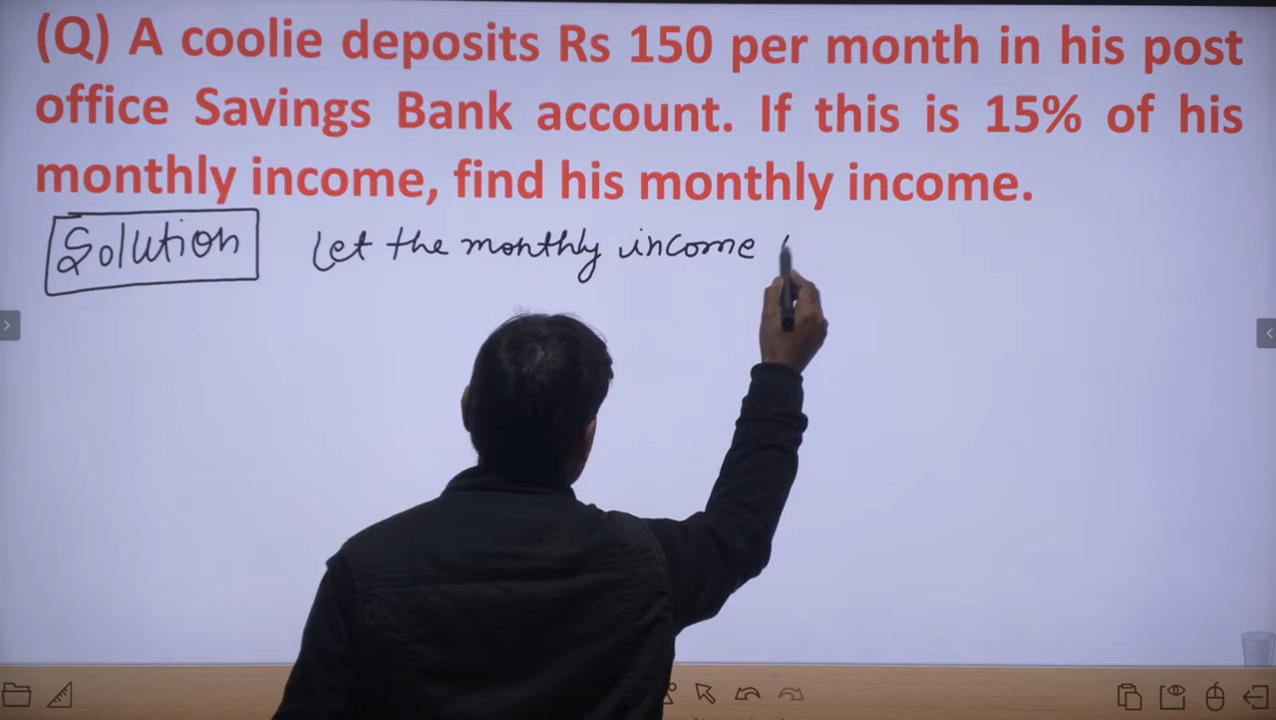 (Q) A coolie deposits Rs 150 per month in his post
office Savings Bank account. If this is 15% of his
monthly income, find his monthly income.
Solution Let the monthly income